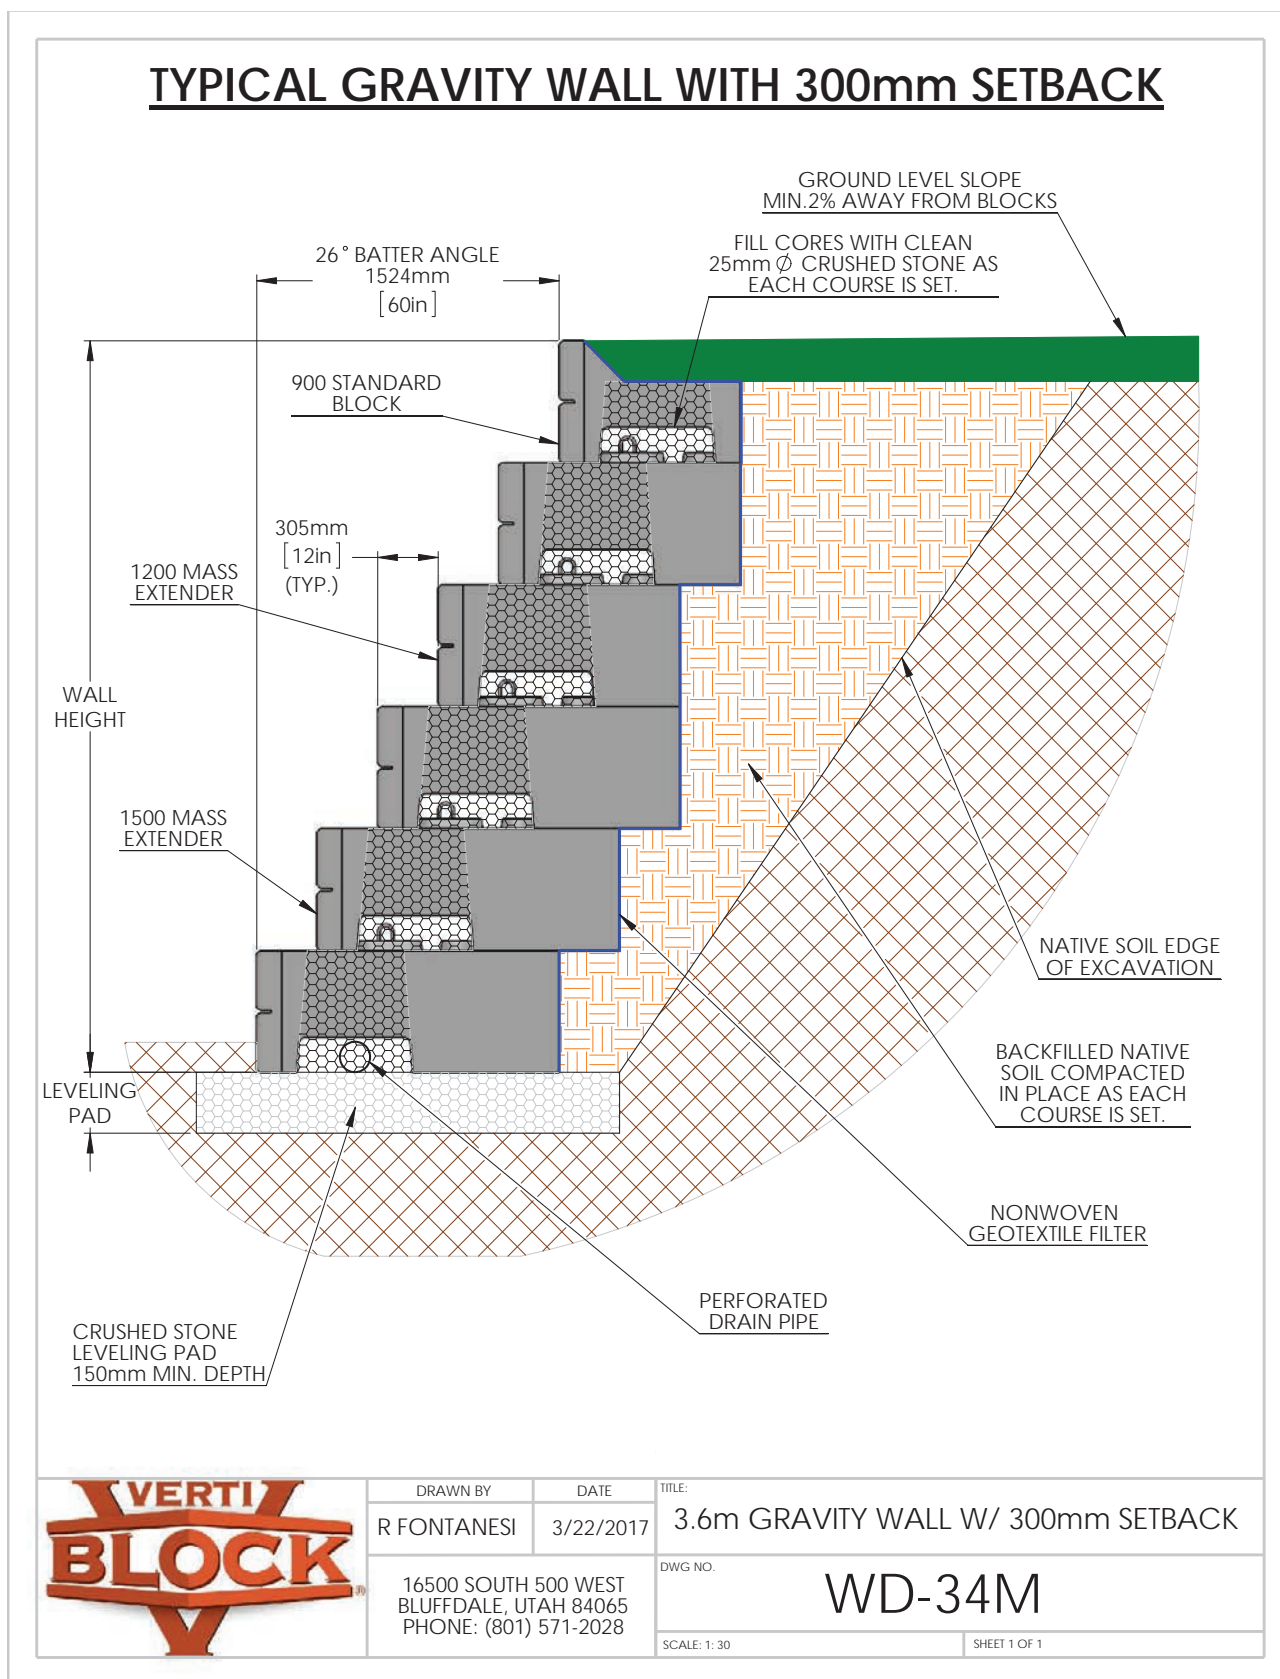 TYPICAL GRAVITY WALL WITH 300mm SETBACK
GROUND LEVEL SLOPE
MIN.2% AWAY FROM BLOCKS
FILL CORES WITH CLEAN
25mm ∅ CRUSHED STONE AS
EACH COURSE IS SET.
26° BATTER ANGLE
1524mm
[60in]
900 STANDARD
BLOCK
305mm
[12in]
(TYP.)
1200 MASS
EXTENDER
WALL
HEIGHT
1500 MASS
EXTENDER
NATIVE SOIL EDGE
OF EXCAVATION
BACKFILLED NATIVE
SOIL COMPACTED
IN PLACE AS EACH
COURSE IS SET.
LEVELING
PAD
NONWOVEN
GEOTEXTILE FILTER
PERFORATED
DRAIN PIPE
CRUSHED STONE
LEVELING PAD
150mm MIN. DEPTH
VERTI
BLOCK
®
DRAWN BY
R FONTANESI
DATE
3/22/2017
16500 SOUTH 500 WEST
BLUFFDALE, UTAH 84065
PHONE: (801) 571-2028
TITLE:
3.6m GRAVITY WALL W/ 300mm SETBACK
DWG NO.
WD-34M
SCALE: 1: 30
SHEET 1 OF 1